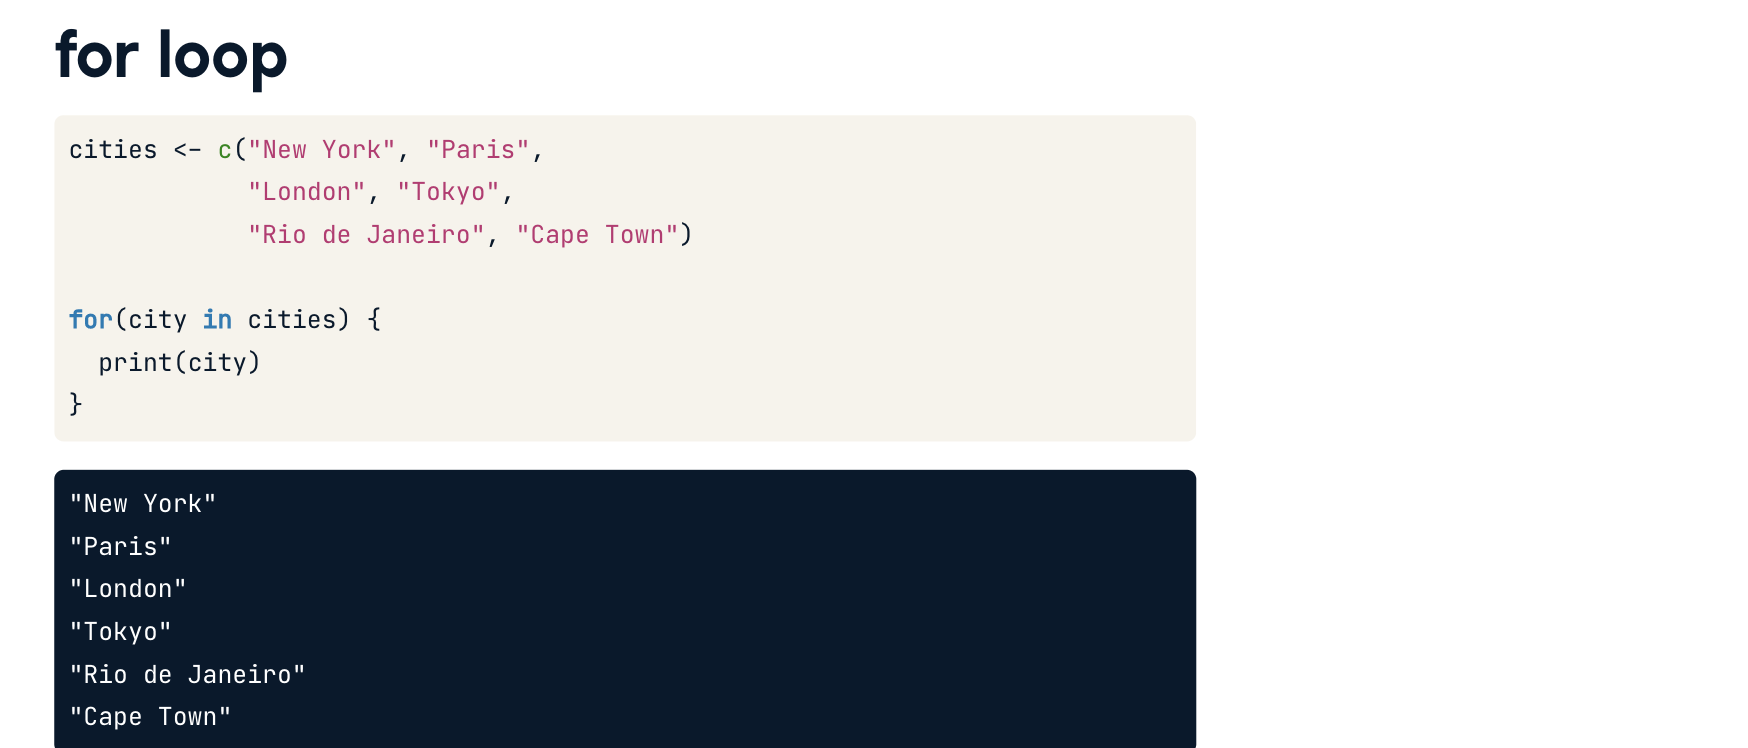 for loop
cities <- c("New York", "Paris",
            "London", "Tokyo",
            "Rio de Janeiro", "Cape Town")
for(city in cities) {
  print(city)
}
"New York"
"Paris"
"London"
"Tokyo"
"Rio de Janeiro"
"Cape Town"